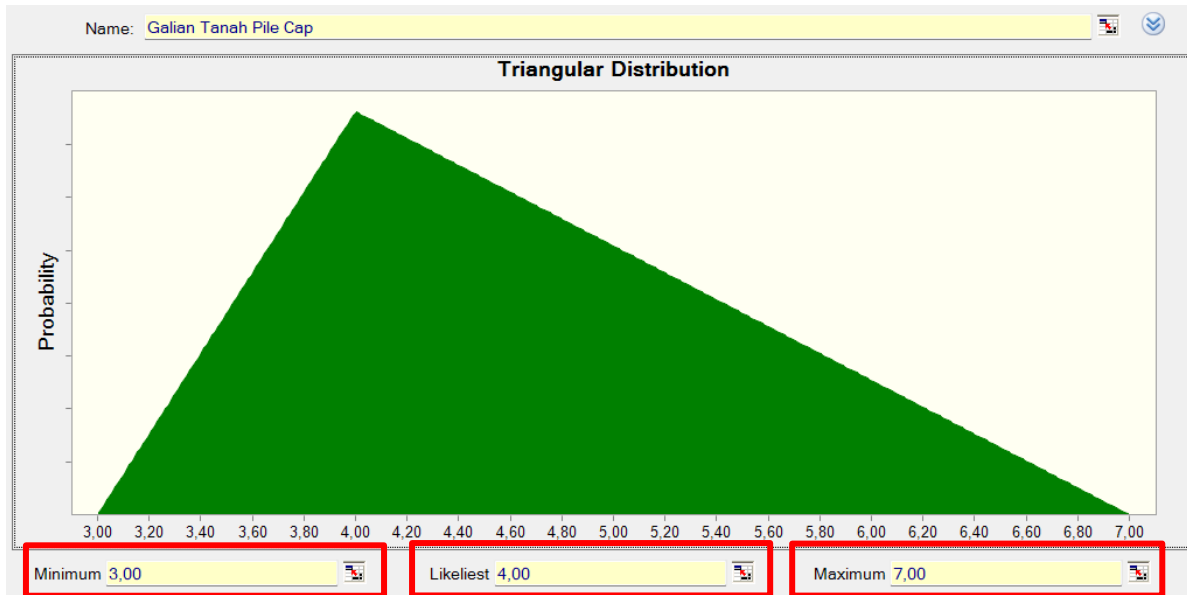 Name: Galian Tanah Pile Cap
Triangular Distribution
Probability
3,00 3,20 3,40 3,60 3,80 4,00 4,20 4,40 4,60 4,80 5,00 5,20 5,40 5,60 5,80 6,00 6,20 6,40 6,60 6,80 7,00
Minimum 3,00 Likeliest 4,00 Maximum 7,00